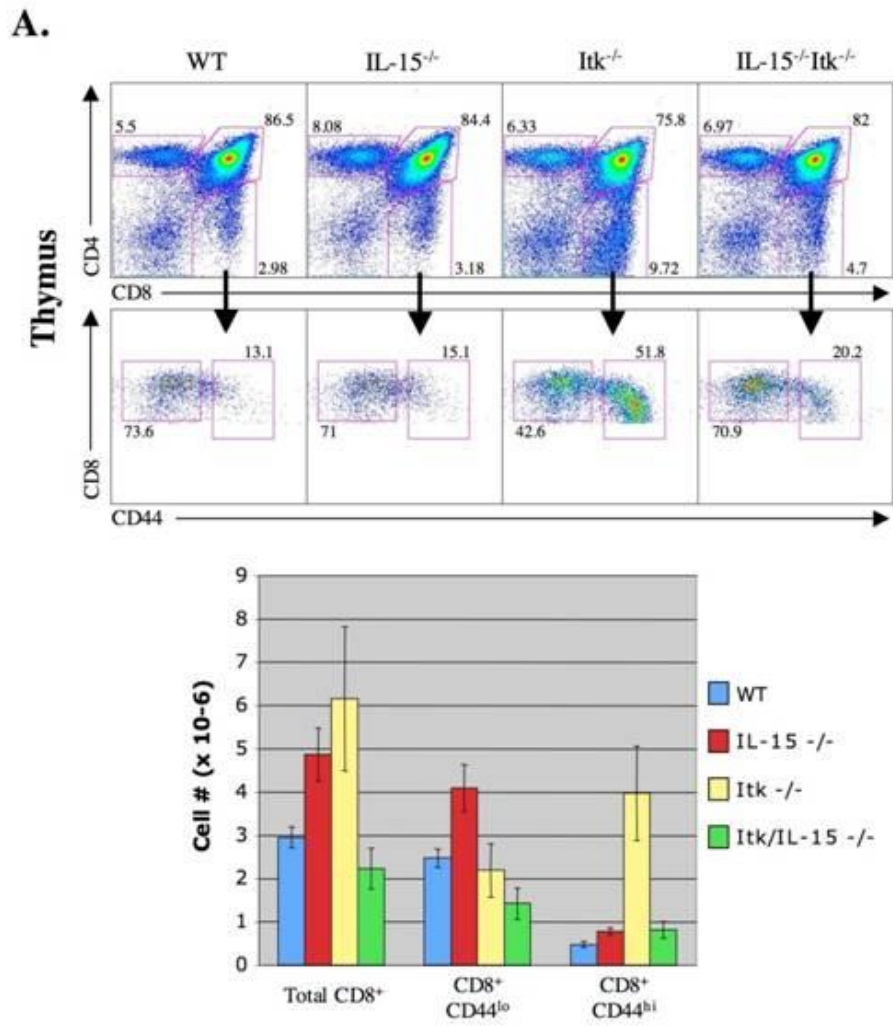 A.
WT IL-15-/- Itk-/- IL-15-/-Itk-/-
5.5 86.5 8.08 84.4 6.33 75.8 6.97 82
CD4
2.98 3.18 9.72 4.7
CD8
Thymus
13.1 15.1 51.8 20.2
CD8
73.6 71 42.6 70.9
CD44
9
8
7
6
5
4
3
2
1
0
Cell # (x 10-6)
WT
IL-15 -/-
Itk -/-
Itk/IL-15 -/-
Total CD8+ CD8+ CD8+
CD44lo CD44hi